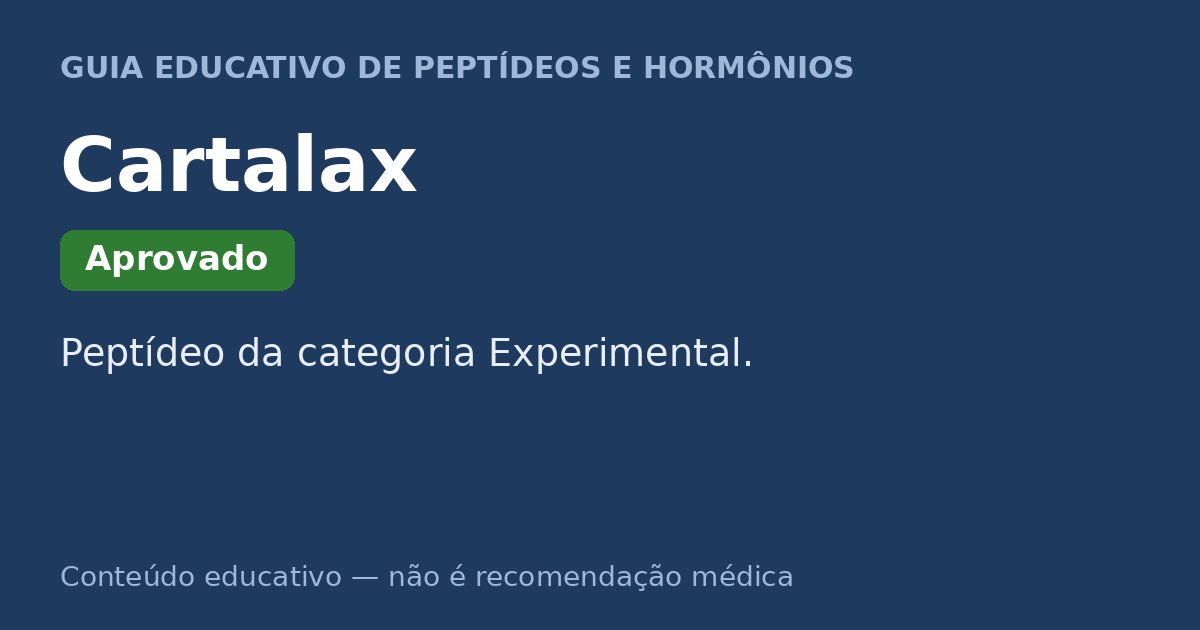 GUIA EDUCATIVO DE PEPTÍDEOS E HORMÔNIOS
Cartalax
Aprovado
Peptídeo da categoria Experimental.
Conteúdo educativo — não é recomendação médica